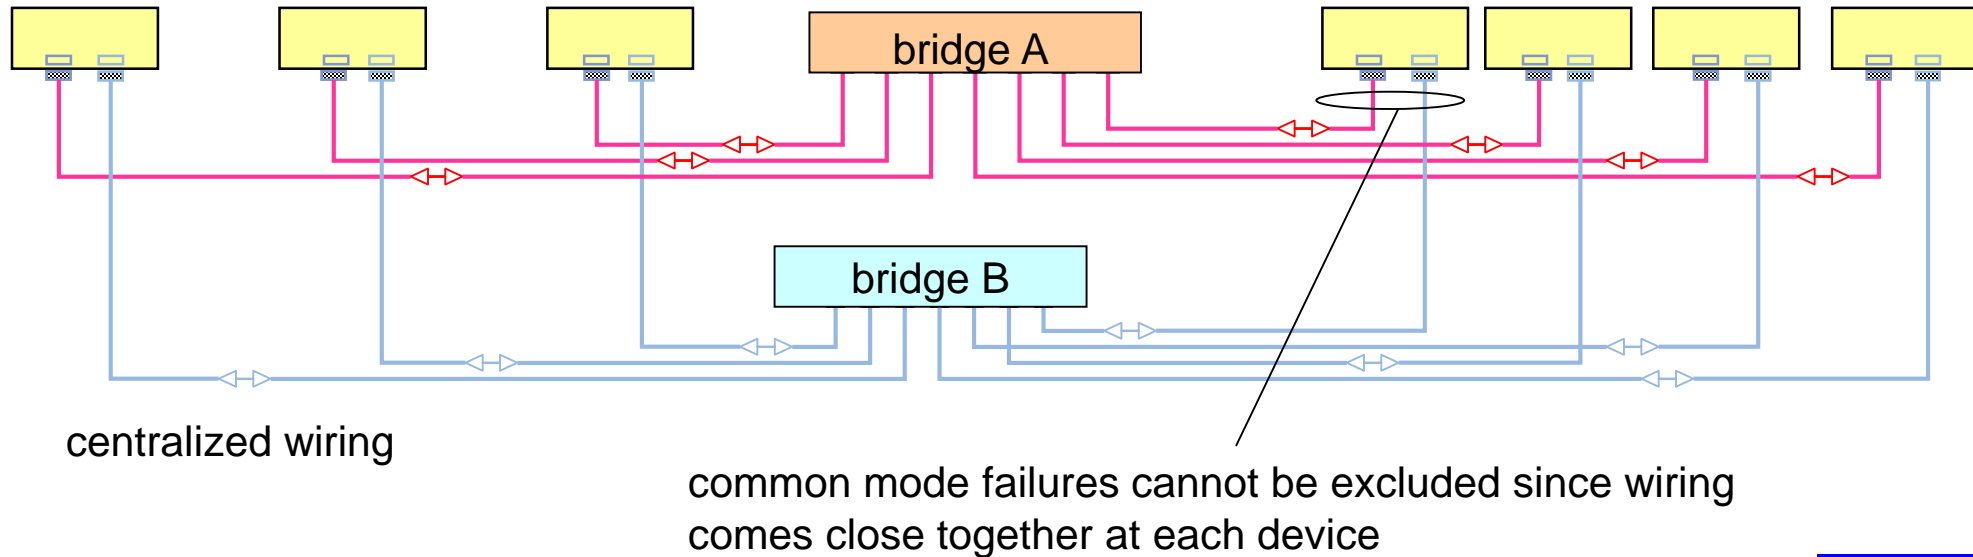 bridge A
bridge B
centralized wiring
common mode failures cannot be excluded since wiring
comes close together at each device